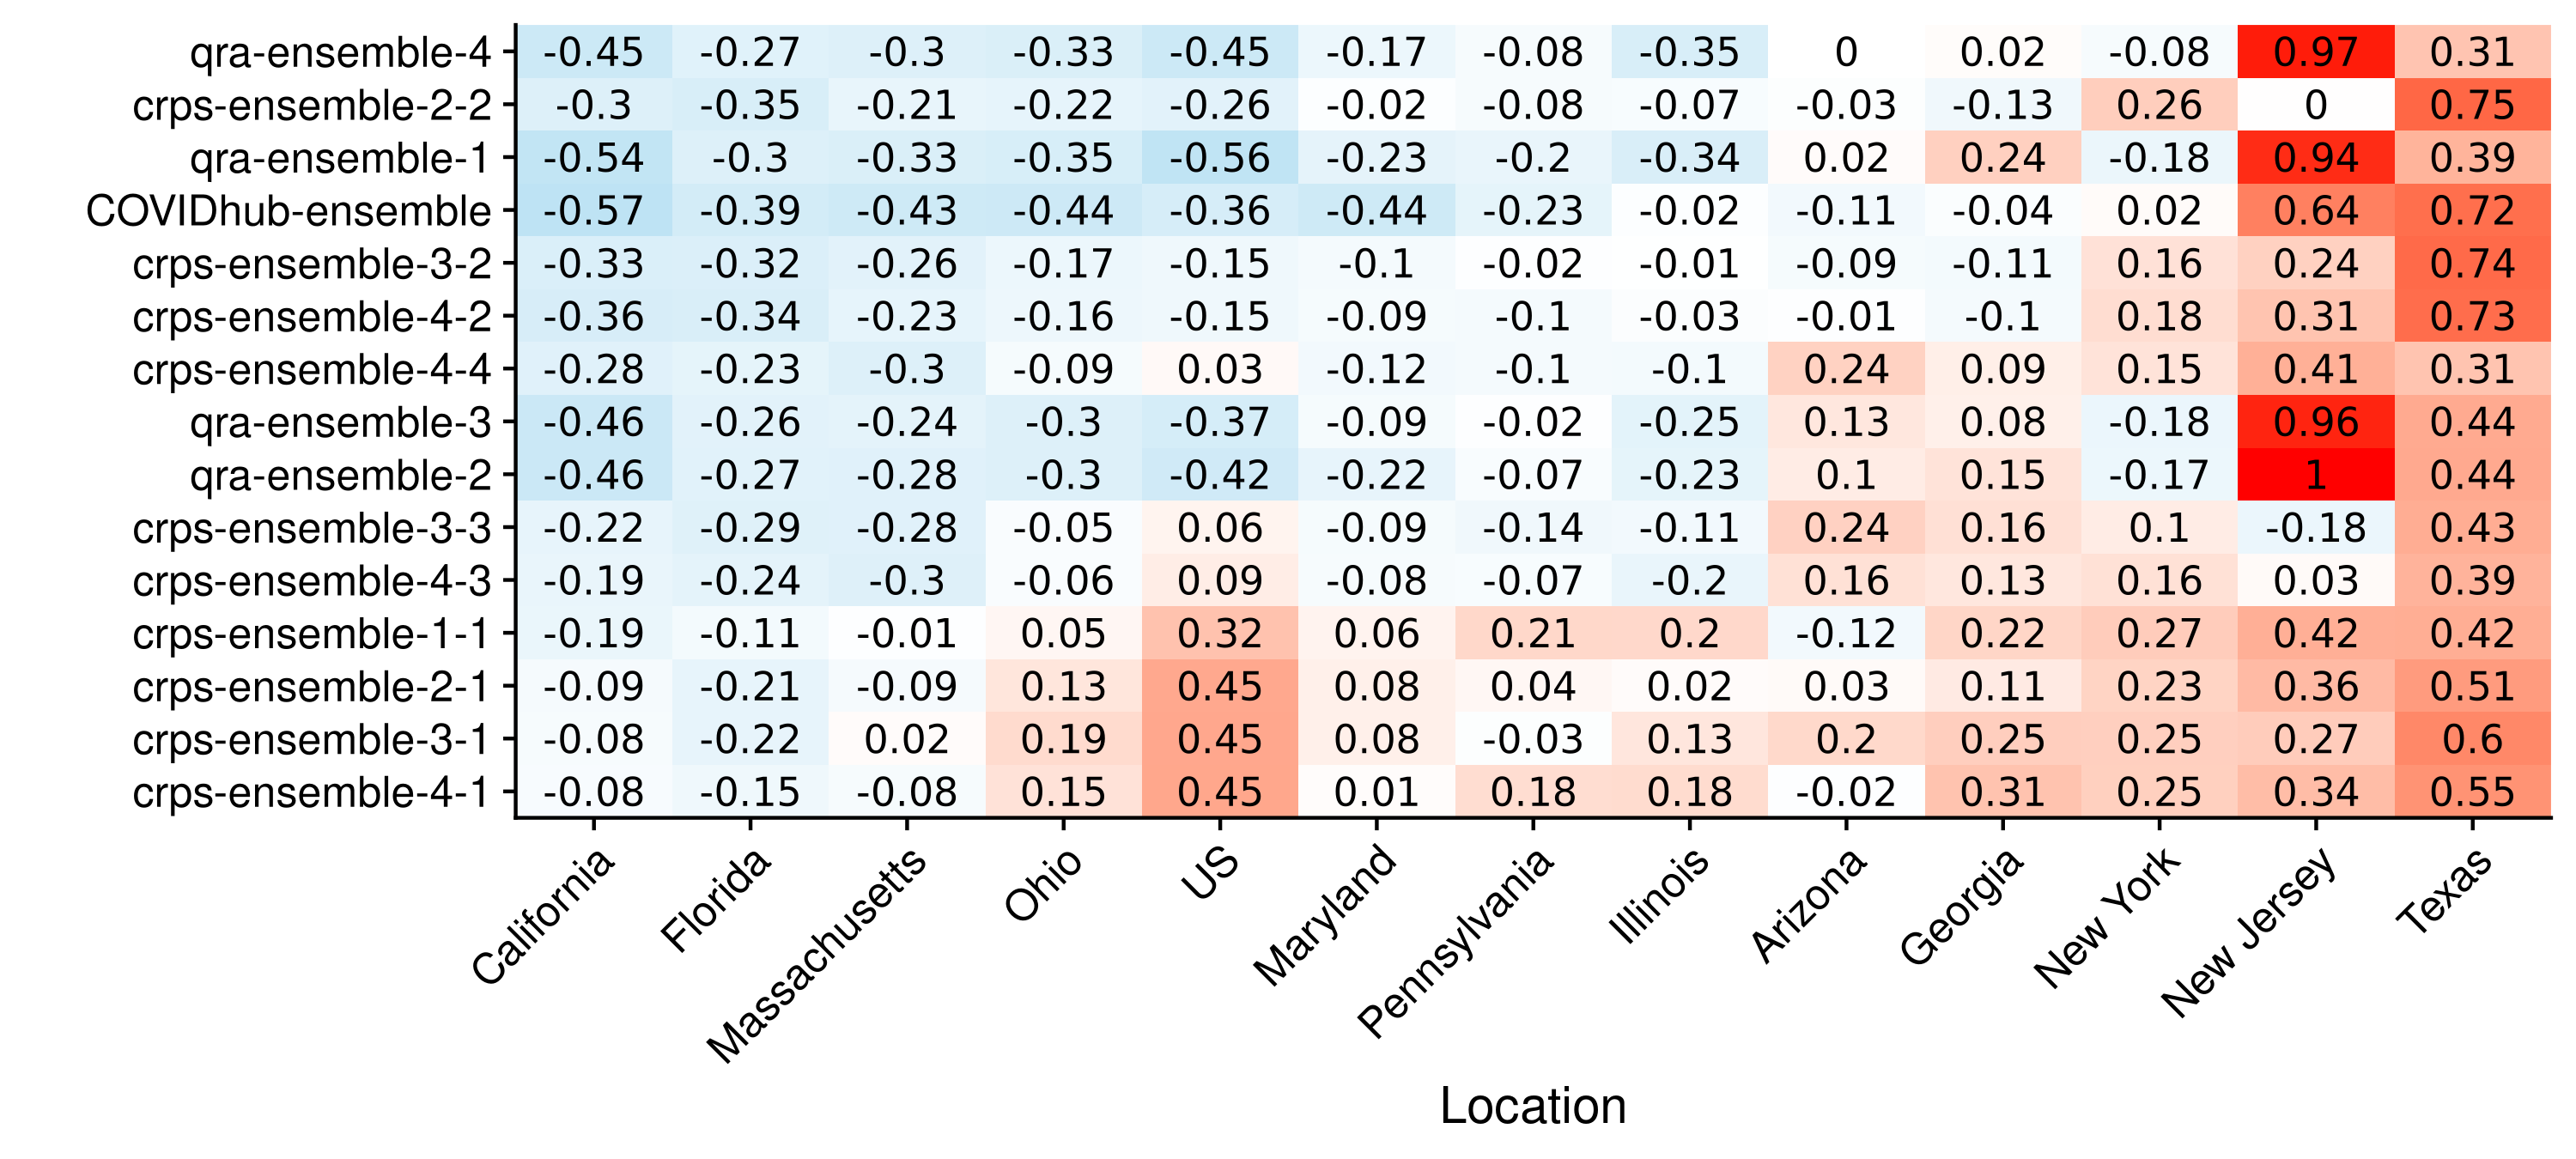 qra-ensemble-4 -0.45 -0.27 -0.3 -0.33 -0.45 -0.17 -0.08 -0.35 0 0.02 -0.08 0.97 0.31
crps-ensemble-2-2 -0.3 -0.35 -0.21 -0.22 -0.26 -0.02 -0.08 -0.07 -0.03 -0.13 0.26 0 0.75
qra-ensemble-1 -0.54 -0.3 -0.33 -0.35 -0.56 -0.23 -0.2 -0.34 0.02 0.24 -0.18 0.94 0.39
COVIDhub-ensemble -0.57 -0.39 -0.43 -0.44 -0.36 -0.44 -0.23 -0.02 -0.11 -0.04 0.02 0.64 0.72
crps-ensemble-3-2 -0.33 -0.32 -0.26 -0.17 -0.15 -0.1 -0.02 -0.01 -0.09 -0.11 0.16 0.24 0.74
crps-ensemble-4-2 -0.36 -0.34 -0.23 -0.16 -0.15 -0.09 -0.1 -0.03 -0.01 -0.1 0.18 0.31 0.73
crps-ensemble-4-4 -0.28 -0.23 -0.3 -0.09 0.03 -0.12 -0.1 -0.1 0.24 0.09 0.15 0.41 0.31
qra-ensemble-3 -0.46 -0.26 -0.24 -0.3 -0.37 -0.09 -0.02 -0.25 0.13 0.08 -0.18 0.96 0.44
qra-ensemble-2 -0.46 -0.27 -0.28 -0.3 -0.42 -0.22 -0.07 -0.23 0.1 0.15 -0.17 1 0.44
crps-ensemble-3-3 -0.22 -0.29 -0.28 -0.05 0.06 -0.09 -0.14 -0.11 0.24 0.16 0.1 -0.18 0.43
crps-ensemble-4-3 -0.19 -0.24 -0.3 -0.06 0.09 -0.08 -0.07 -0.2 0.16 0.13 0.16 0.03 0.39
crps-ensemble-1-1 -0.19 -0.11 -0.01 0.05 0.32 0.06 0.21 0.2 -0.12 0.22 0.27 0.42 0.42
crps-ensemble-2-1 -0.09 -0.21 -0.09 0.13 0.45 0.08 0.04 0.02 0.03 0.11 0.23 0.36 0.51
crps-ensemble-3-1 -0.08 -0.22 0.02 0.19 0.45 0.08 -0.03 0.13 0.2 0.25 0.25 0.27 0.6
crps-ensemble-4-1 -0.08 -0.15 -0.08 0.15 0.45 0.01 0.18 0.18 -0.02 0.31 0.25 0.34 0.55
California Florida Massachusetts Ohio US Maryland Pennsylvania Illinois Arizona Georgia New York New Jersey Texas
Location